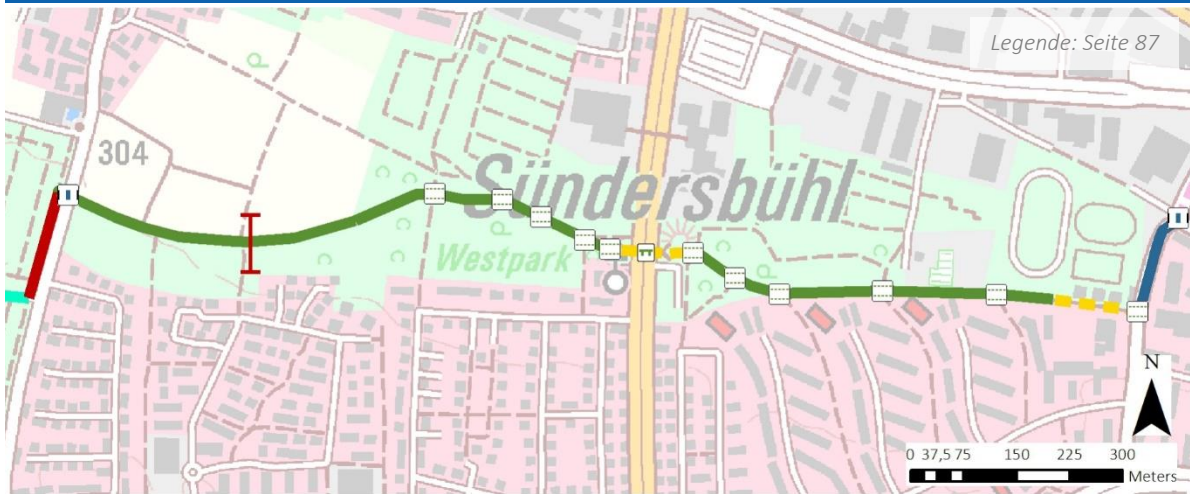 Legende: Seite 87
304
Sündersbühl
Westpark
P
P
P
N
0 37,5 75 150 225 300
Meters